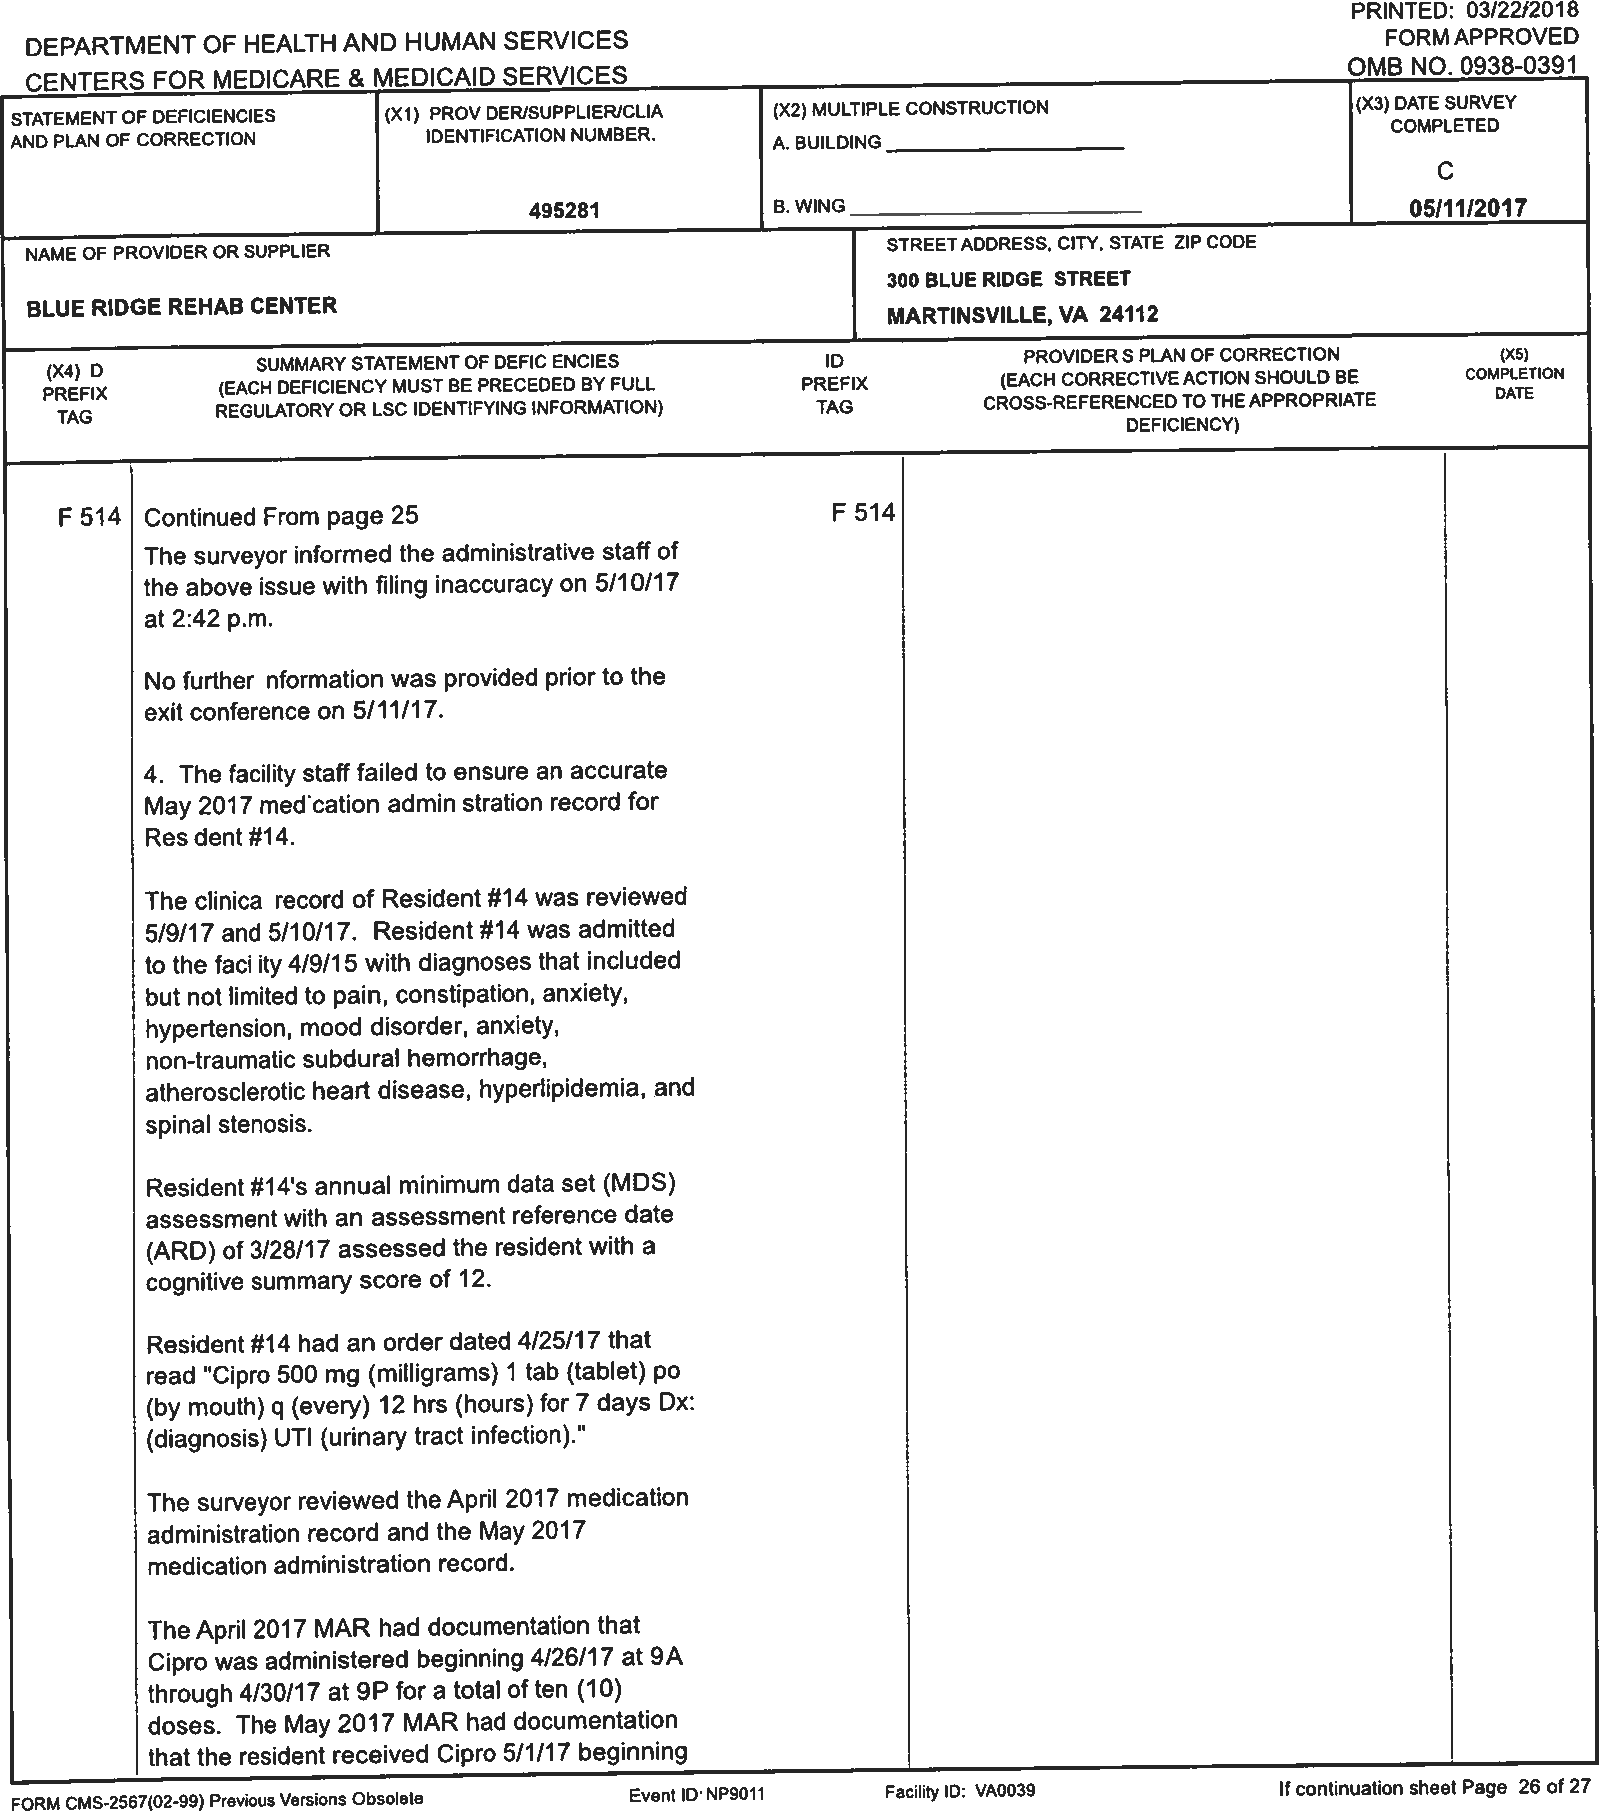 PRINTED: 03/22/2018
DEPARTMENT OF HEALTH AND HUMAN SERVICES
FORM APPROVED
CENTERS FOR MEDICARE & MEDICAID SERVICES
OMB NO. 0938-0391
STATEMENT OF DEFICIENCIES
AND PLAN OF CORRECTION
(X1) PROV DER/SUPPLIER/CLIA
IDENTIFICATION NUMBER.
495281
(X2) MULTIPLE CONSTRUCTION
A. BUILDING
B. WING
(X3) DATE SURVEY
COMPLETED
C
05/11/2017
NAME OF PROVIDER OR SUPPLIER
BLUE RIDGE REHAB CENTER
STREET ADDRESS, CITY, STATE ZIP CODE
300 BLUE RIDGE STREET
MARTINSVILLE, VA 24112
(X4) D
PREFIX
TAG
SUMMARY STATEMENT OF DEFIC ENCIES
(EACH DEFICIENCY MUST BE PRECEDED BY FULL
REGULATORY OR LSC IDENTIFYING INFORMATION)
ID
PREFIX
TAG
PROVIDER S PLAN OF CORRECTION
(EACH CORRECTIVE ACTION SHOULD BE
CROSS-REFERENCED TO THE APPROPRIATE
DEFICIENCY)
(X5)
COMPLETION
DATE
F 514
Continued From page 25
F 514
The surveyor informed the administrative staff of
the above issue with filing inaccuracy on 5/10/17
at 2:42 p.m.
No further nformation was provided prior to the
exit conference on 5/11/17.
4. The facility staff failed to ensure an accurate
May 2017 med'cation admin stration record for
Res dent #14.
The clinica record of Resident #14 was reviewed
5/9/17 and 5/10/17. Resident #14 was admitted
to the faci ity 4/9/15 with diagnoses that included
but not limited to pain, constipation, anxiety,
hypertension, mood disorder, anxiety,
non-traumatic subdural hemorrhage,
atherosclerotic heart disease, hyperlipidemia, and
spinal stenosis.
Resident #14's annual minimum data set (MDS)
assessment with an assessment reference date
(ARD) of 3/28/17 assessed the resident with a
cognitive summary score of 12.
Resident #14 had an order dated 4/25/17 that
read "Cipro 500 mg (milligrams) 1 tab (tablet) po
(by mouth) q (every) 12 hrs (hours) for 7 days Dx:
(diagnosis) UTI (urinary tract infection)."
The surveyor reviewed the April 2017 medication
administration record and the May 2017
medication administration record.
The April 2017 MAR had documentation that
Cipro was administered beginning 4/26/17 at 9A
through 4/30/17 at 9P for a total of ten (10)
doses. The May 2017 MAR had documentation
that the resident received Cipro 5/1/17 beginning
FORM CMS-2567(02-99) Previous Versions Obsolete
Event ID: NP9011
Facility ID: VA0039
If continuation sheet Page 26 of 27